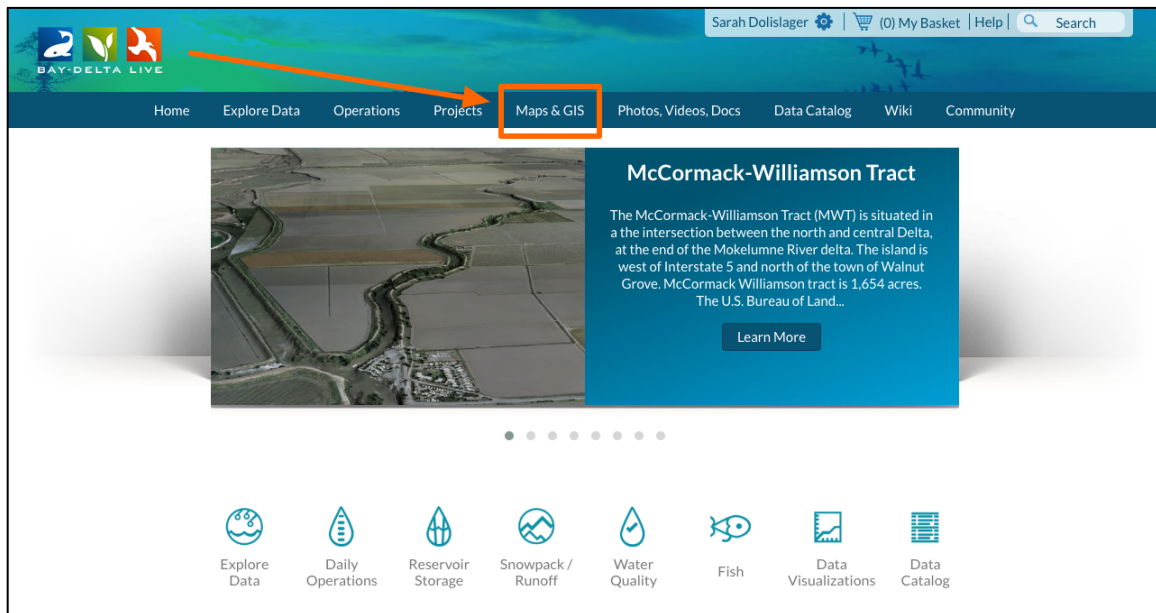 Sarah Dolislager (0) My Basket Help Search
BAY-DELTA LIVE
Home Explore Data Operations Projects Maps & GIS Photos, Videos, Docs Data Catalog Wiki Community
McCormack-Williamson Tract
The McCormack-Williamson Tract (MWT) is situated in
a the intersection between the north and central Delta,
at the end of the Mokelumne River delta. The island is
west of Interstate 5 and north of the town of Walnut
Grove. McCormack Williamson tract is 1,654 acres.
The U.S. Bureau of Land...
Learn More
Explore
Data
Daily
Operations
Reservoir
Storage
Snowpack /
Runoff
Water
Quality
Fish
Data
Visualizations
Data
Catalog